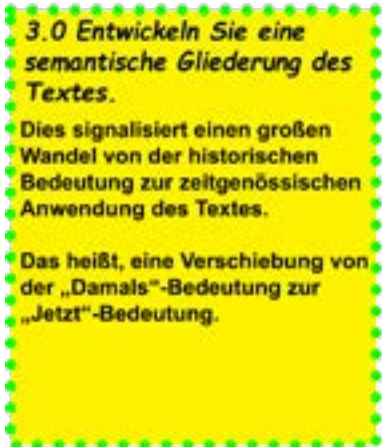 3.0 Entwickeln Sie eine
semantische Gliederung des
Textes.
Dies signalisiert einen großen
Wandel von der historischen
Bedeutung zur zeitgenössischen
Anwendung des Textes.
Das heißt, eine Verschiebung von
der „Damals“-Bedeutung zur
„Jetzt“-Bedeutung.